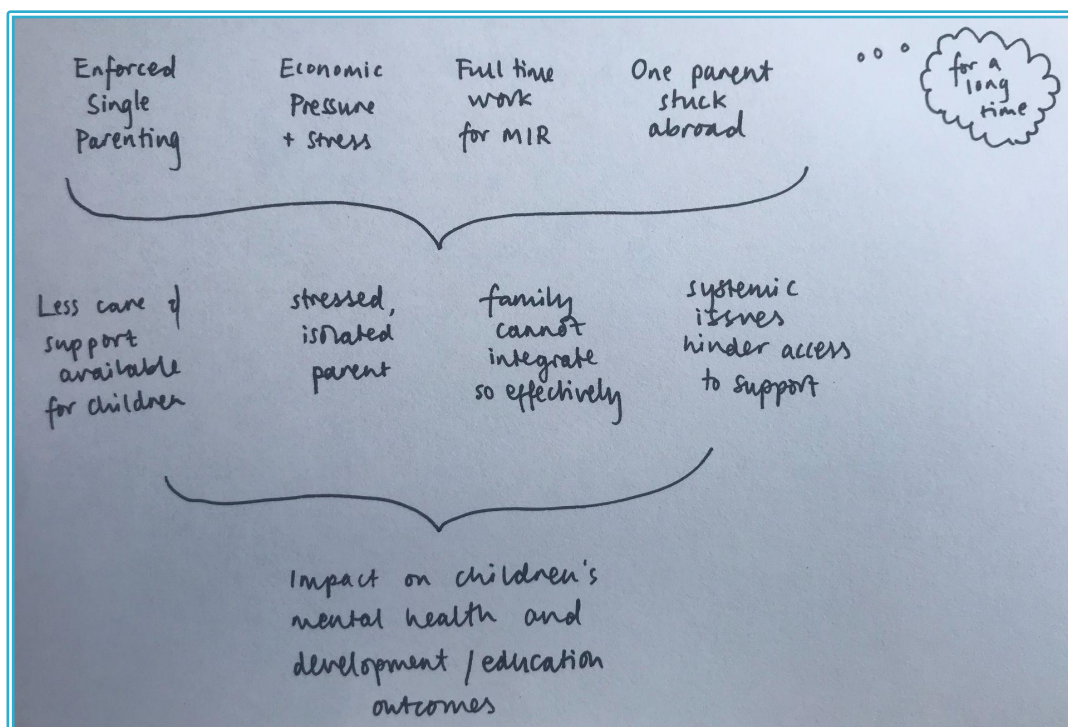 Enforced
Single
Parenting
Economic
Pressure
+ stress
Full time
work
for MIR
One parent
stuck
abroad
for a
long
time
Less care &
support
available
for children
stressed,
isolated
parent
family
cannot
integrate
so effectively
systemic
issues
hinder access
to support
Impact on children's
mental health and
development / education
outcomes